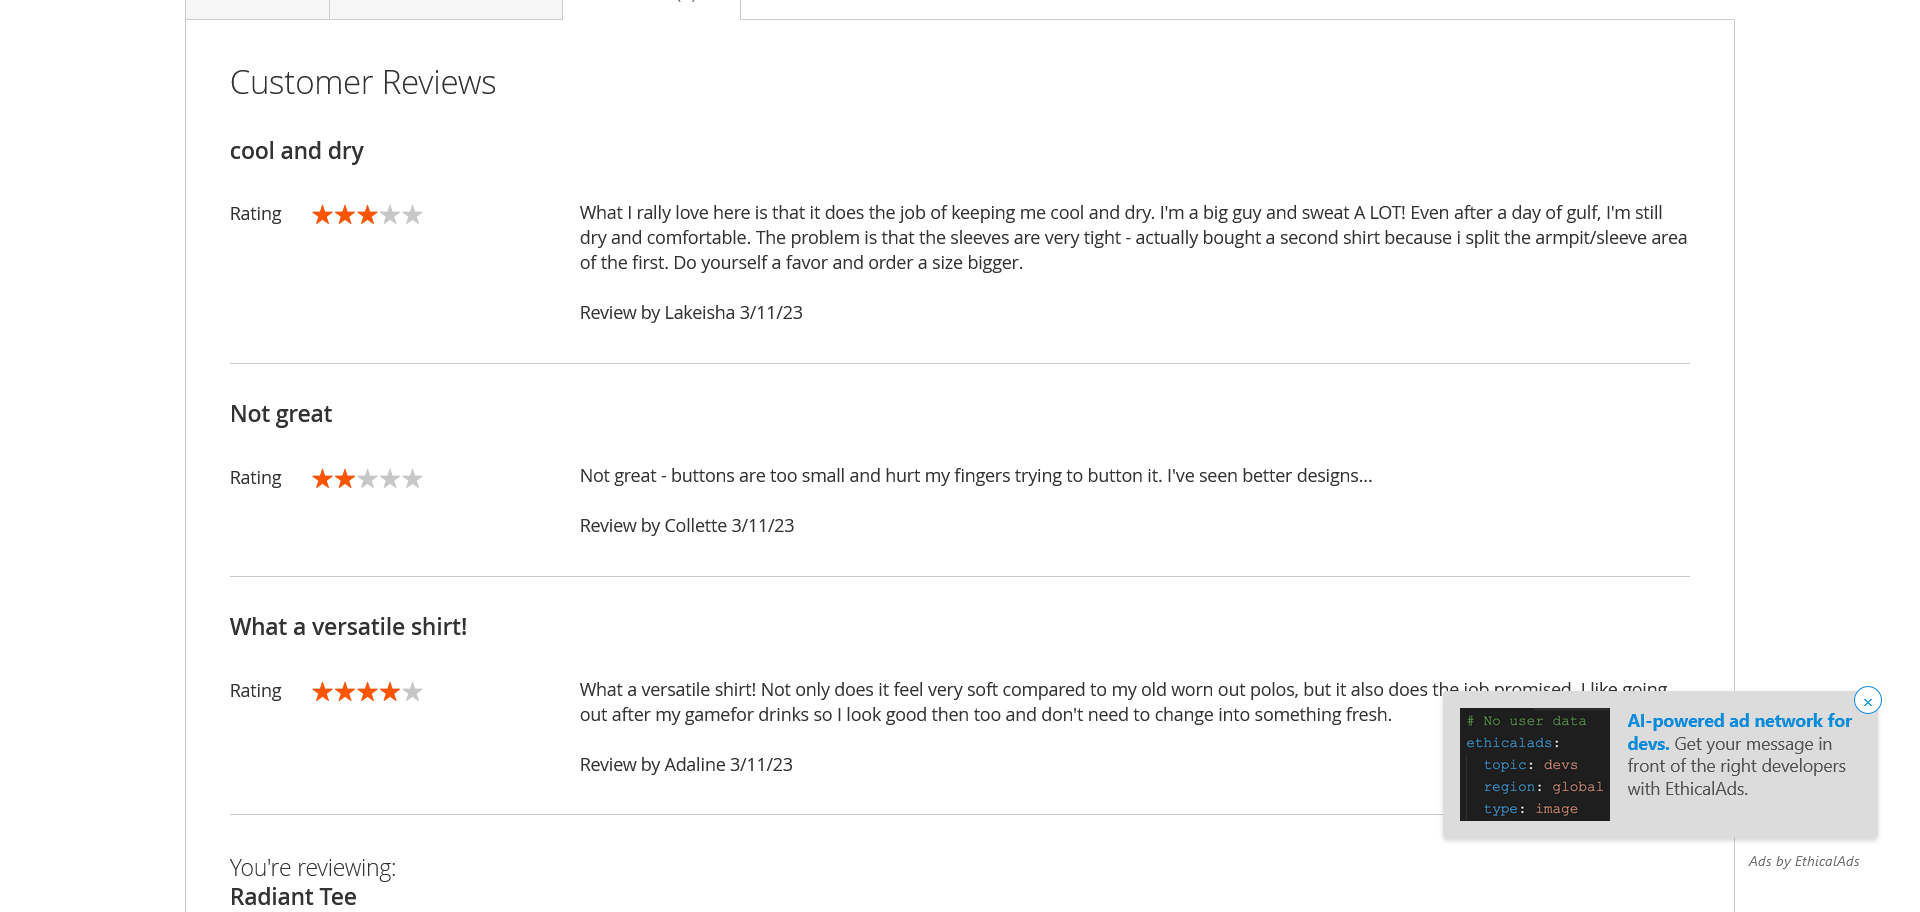 Customer Reviews
cool and dry
Rating
What I rally love here is that it does the job of keeping me cool and dry. I'm a big guy and sweat A LOT! Even after a day of gulf, I'm still
dry and comfortable. The problem is that the sleeves are very tight - actually bought a second shirt because i split the armpit/sleeve area
of the first. Do yourself a favor and order a size bigger.
Review by Lakeisha 3/11/23
Not great
Rating
Not great - buttons are too small and hurt my fingers trying to button it. I've seen better designs...
Review by Collette 3/11/23
What a versatile shirt!
Rating
What a versatile shirt! Not only does it feel very soft compared to my old worn out polos, but it also does the job promised. I like going
out after my gamefor drinks so I look good then too and don't need to change into something fresh.
Review by Adaline 3/11/23
You're reviewing:
Radiant Tee
×
# No user data
ethicalads:
topic: devs
region: global
type: image
AI-powered ad network for
devs. Get your message in
front of the right developers
with EthicalAds.
Ads by EthicalAds